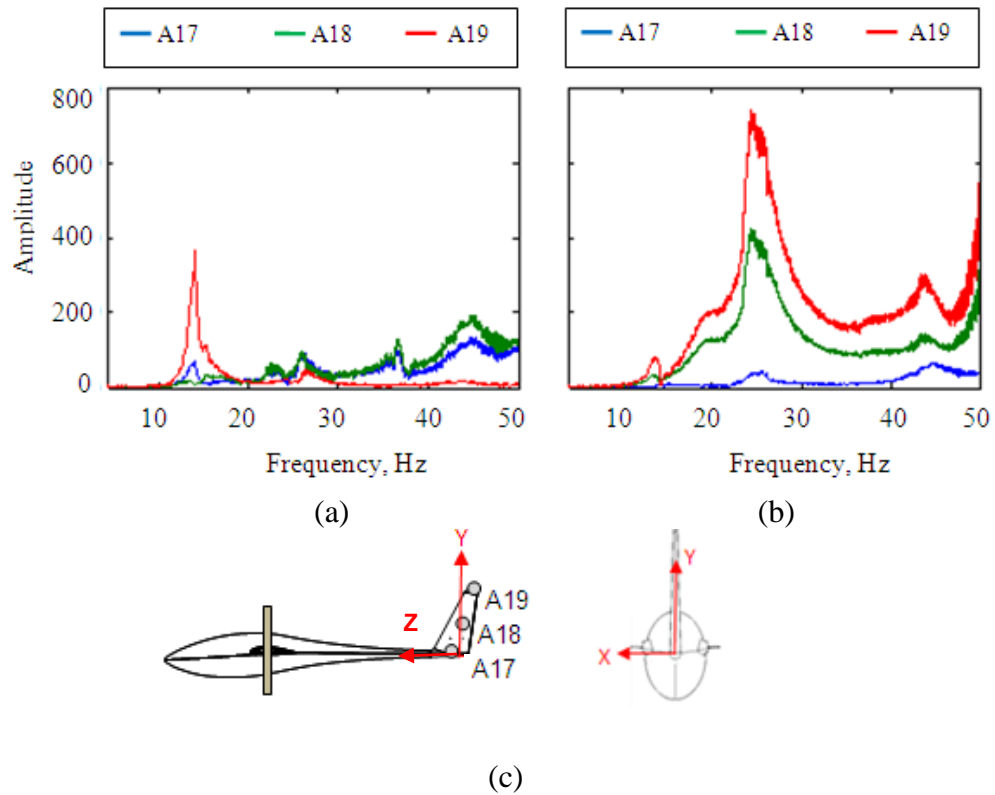 A17 A18 A19 A17 A18 A19
800
600
400
200
0
Amplitude
10 20 30 40 50
Frequency, Hz
(a)
10 20 30 40 50
Frequency, Hz
(b)
Y
Z
A19
A18
A17
Y
X
(c)